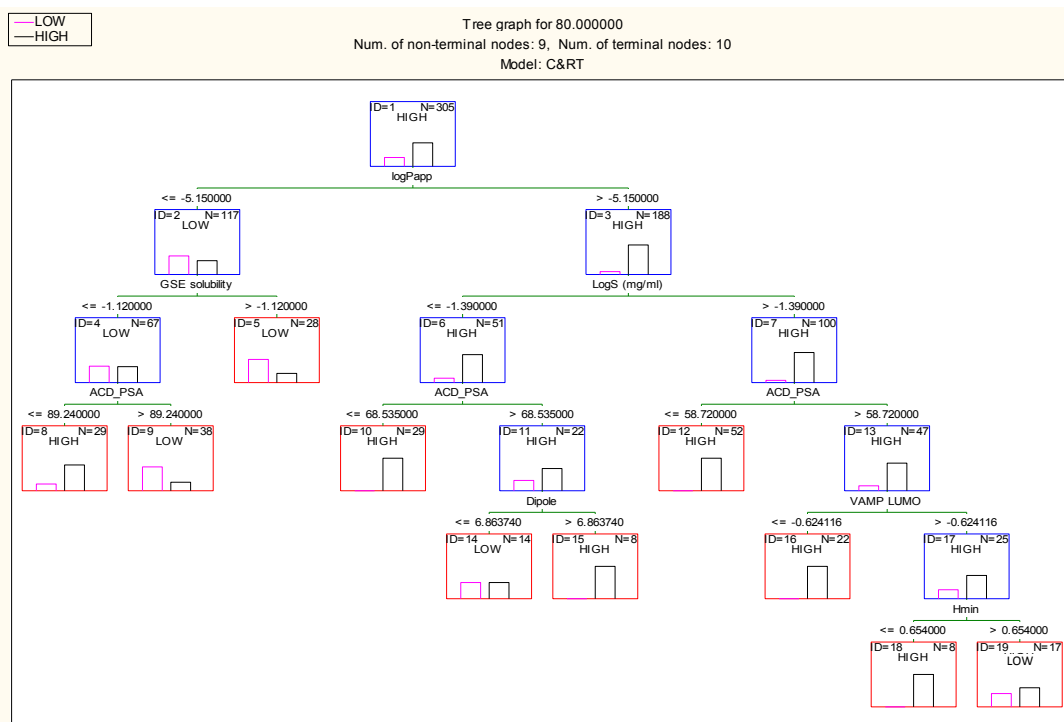 LOW
HIGH
Tree graph for 80.000000
Num. of non-terminal nodes: 9, Num. of terminal nodes: 10
Model: C&RT
ID=1 N=305
HIGH
logPapp
<= -5.150000 > -5.150000
ID=2 N=117 ID=3 N=188
LOW HIGH
GSE solubility LogS (mg/ml)
<= -1.120000 > -1.120000 <= -1.390000 > -1.390000
ID=4 N=67 ID=5 N=28 ID=6 N=51 ID=7 N=100
LOW LOW HIGH HIGH
ACD_PSA ACD_PSA ACD_PSA
<= 89.240000 > 89.240000 <= 68.535000 > 68.535000 <= 58.720000 > 58.720000
ID=8 N=29 ID=9 N=38 ID=10 N=29 ID=11 N=22 ID=12 N=52 ID=13 N=47
HIGH LOW HIGH HIGH HIGH HIGH
Dipole VAMP LUMO
<= 6.863740 > 6.863740 <= -0.624116 > -0.624116
ID=14 N=14 ID=15 N=8 ID=16 N=22 ID=17 N=25
LOW HIGH HIGH HIGH
Hmin
<= 0.654000 > 0.654000
ID=18 N=8 ID=19 N=17
HIGH LOW